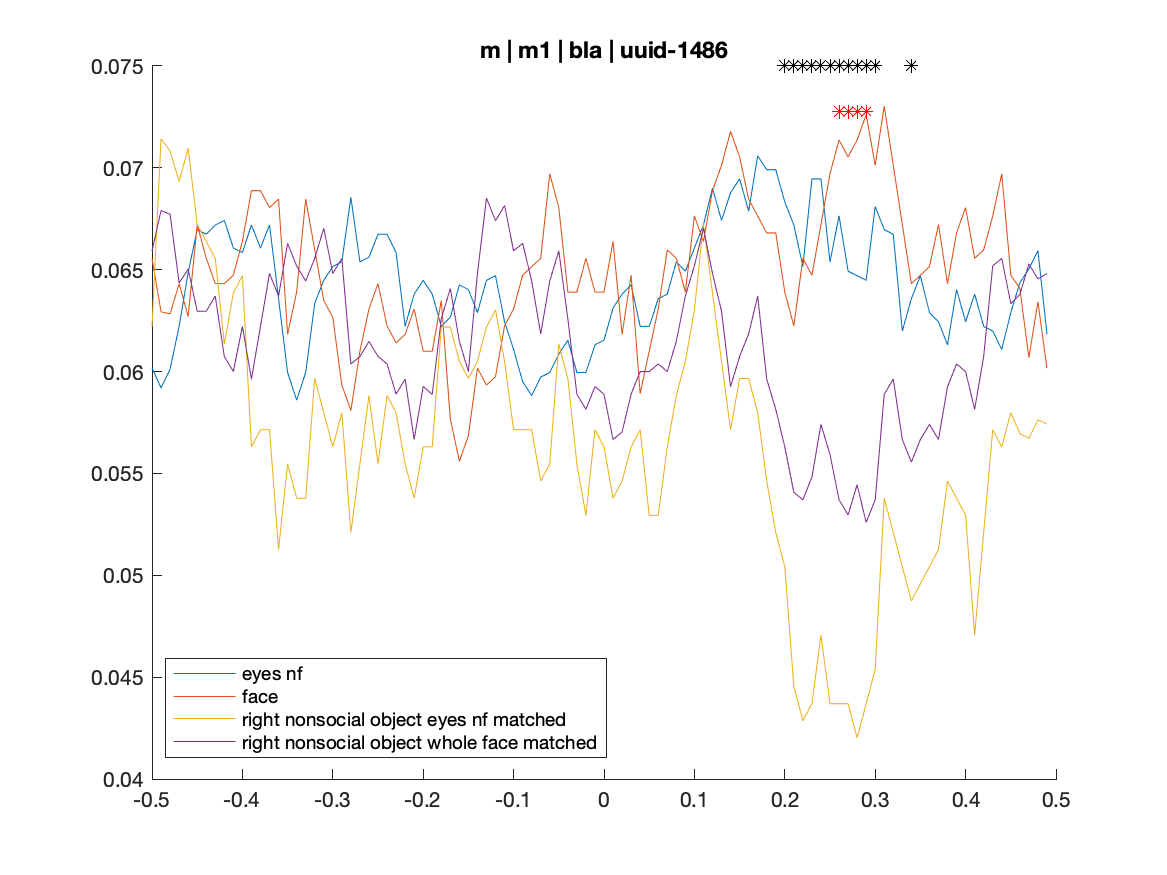 m | m1 | bla | uuid-1486
0.075
0.07
0.065
0.06
0.055
0.05
0.045
0.04
eyes nf
face
right nonsocial object eyes nf matched
right nonsocial object whole face matched
-0.5 -0.4 -0.3 -0.2 -0.1 0 0.1 0.2 0.3 0.4 0.5